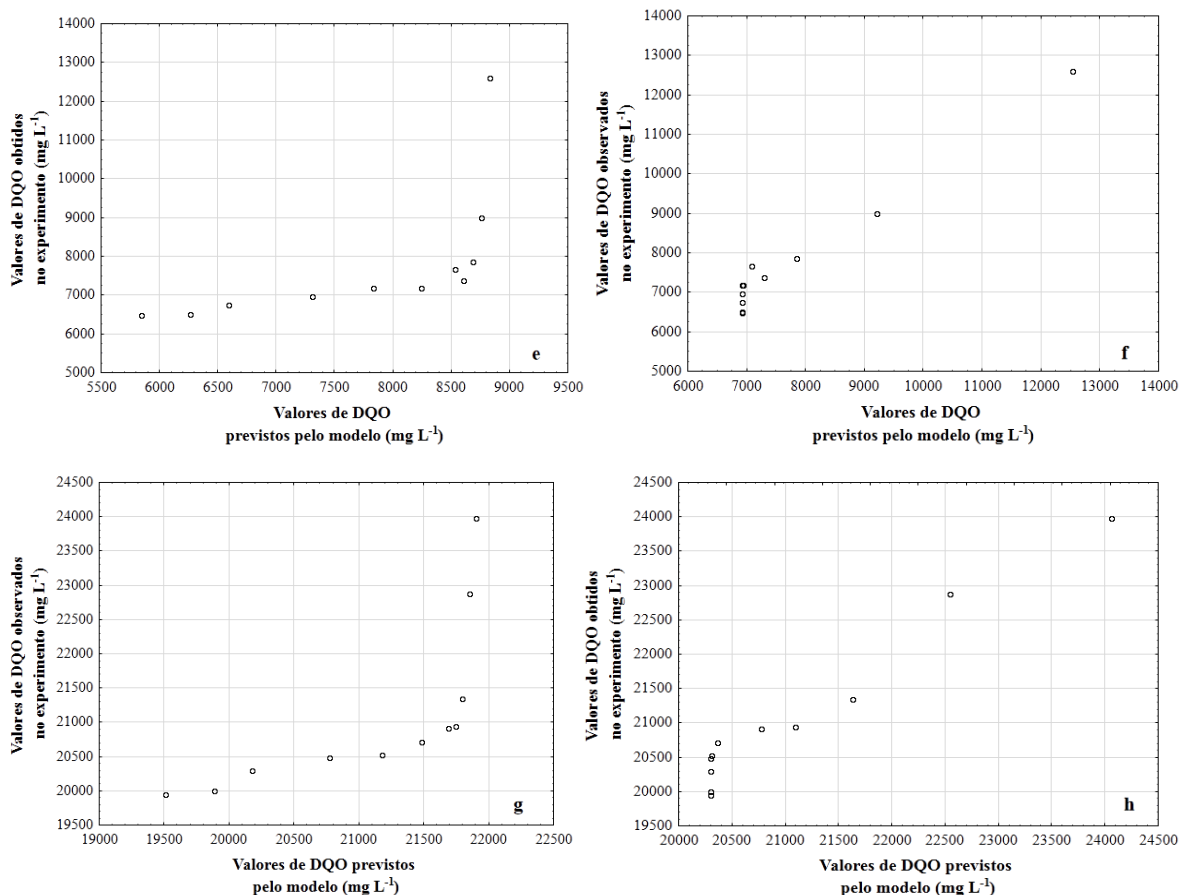 14000
13000
12000
11000
10000
9000
8000
7000
6000
5000
Valores de DQO obtidos
no experimento (mg L-1)
e
5500 6000 6500 7000 7500 8000 8500 9000 9500
Valores de DQO
previstos pelo modelo (mg L-1)
14000
13000
12000
11000
10000
9000
8000
7000
6000
5000
Valores de DQO observados
no experimento (mg L-1)
f
6000 7000 8000 9000 10000 11000 12000 13000 14000
Valores de DQO
previstos pelo modelo (mg L-1)
24500
24000
23500
23000
22500
22000
21500
21000
20500
20000
19500
Valores de DQO observados
no experimento (mg L-1)
g
19000 19500 20000 20500 21000 21500 22000 22500
Valores de DQO previstos
pelo modelo (mg L-1)
24500
24000
23500
23000
22500
22000
21500
21000
20500
20000
19500
Valores de DQO obtidos
no experimento (mg L-1)
h
20000 20500 21000 21500 22000 22500 23000 23500 24000 24500
Valores de DQO previstos
pelo modelo (mg L-1)